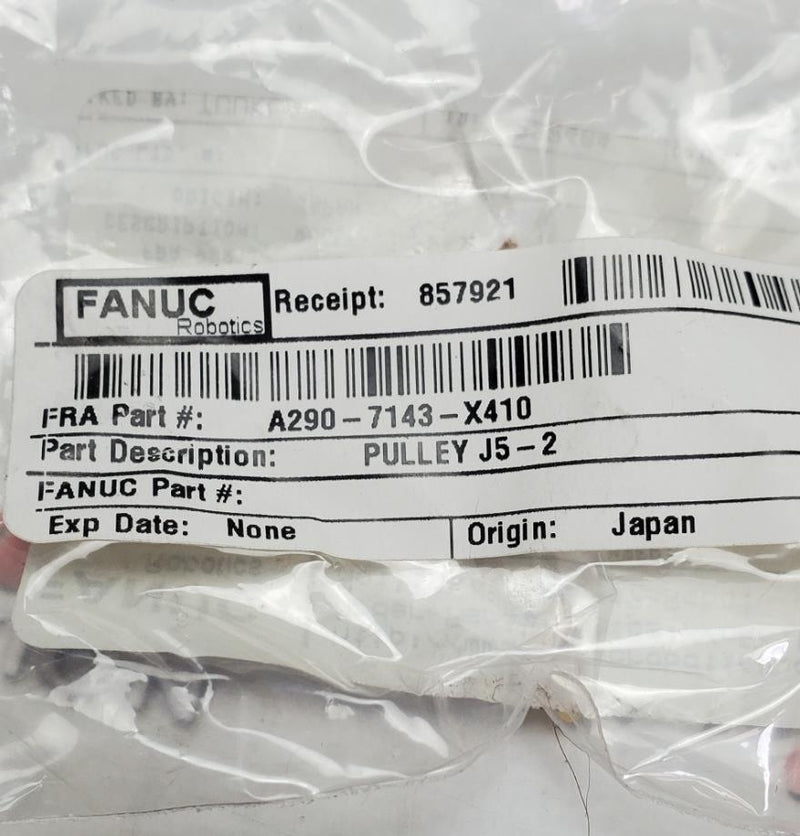 FANUC
Robotics
Receipt: 857921
FRA Part #: A290-7143-X410
Part Description: PULLEY J5-2
FANUC Part #:
Exp Date: None Origin: Japan